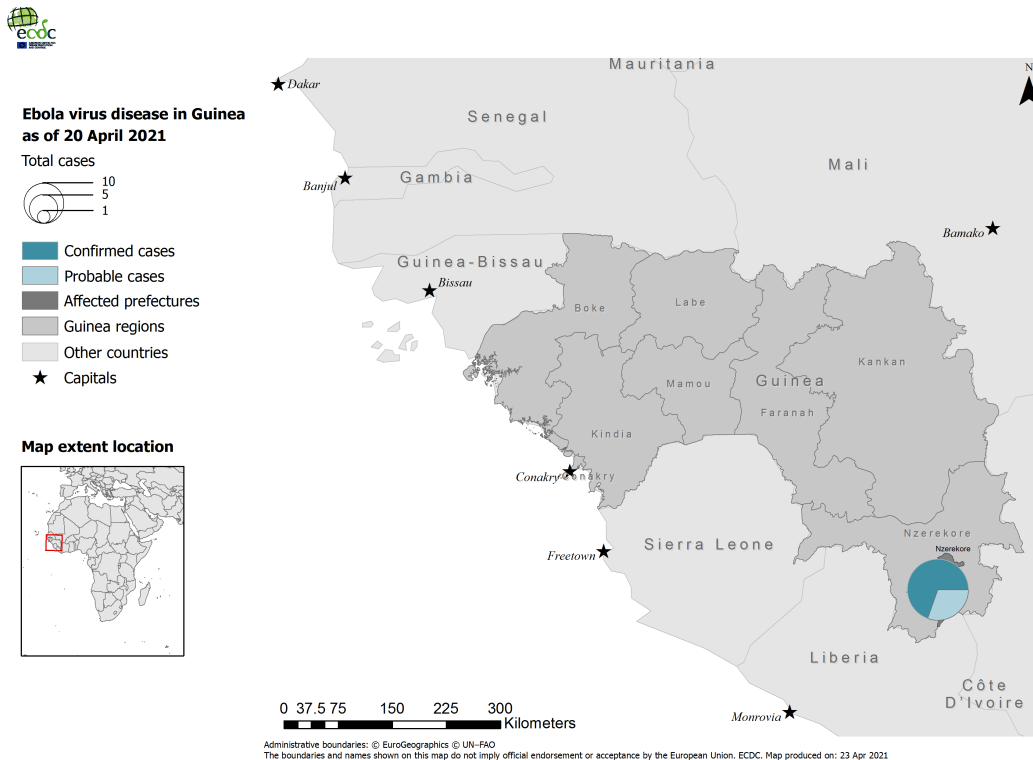 ecdc
Ebola virus disease in Guinea
as of 20 April 2021
Total cases
10
5
1
Confirmed cases
Probable cases
Affected prefectures
Guinea regions
Other countries
Capitals
Map extent location
N
Mauritania
Dakar
Senegal
Mali
Gambia
Banjul
Bamako
Guinea-Bissau
Bissau
Boke
Labe
Kankan
Mamou
Guinea
Faranah
Kindia
Conakry
Conakry
Nzerekore
Nzerekore
Sierra Leone
Freetown
Liberia
Côte
D'Ivoire
Monrovia
0 37.5 75 150 225 300
Kilometers
Administrative boundaries: © EuroGeographics © UN–FAO
The boundaries and names shown on this map do not imply official endorsement or acceptance by the European Union. ECDC. Map produced on: 23 Apr 2021